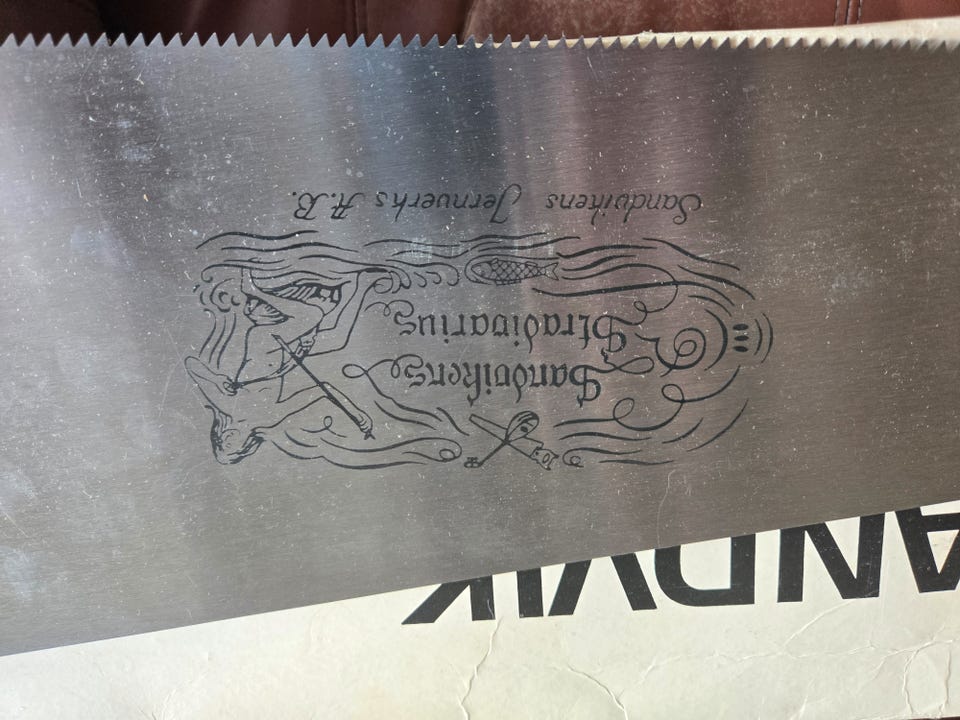 Sandvikens
Stradivarius
Sandvikens Jernverks A.B.
ANDVIK